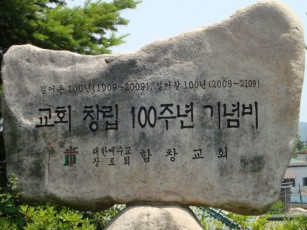 걸어온 100년(1909~2009), 걸어갈 100년(2009~2109)
교회 창립 100주년 기념비
대한예수교
장로회 함창교회